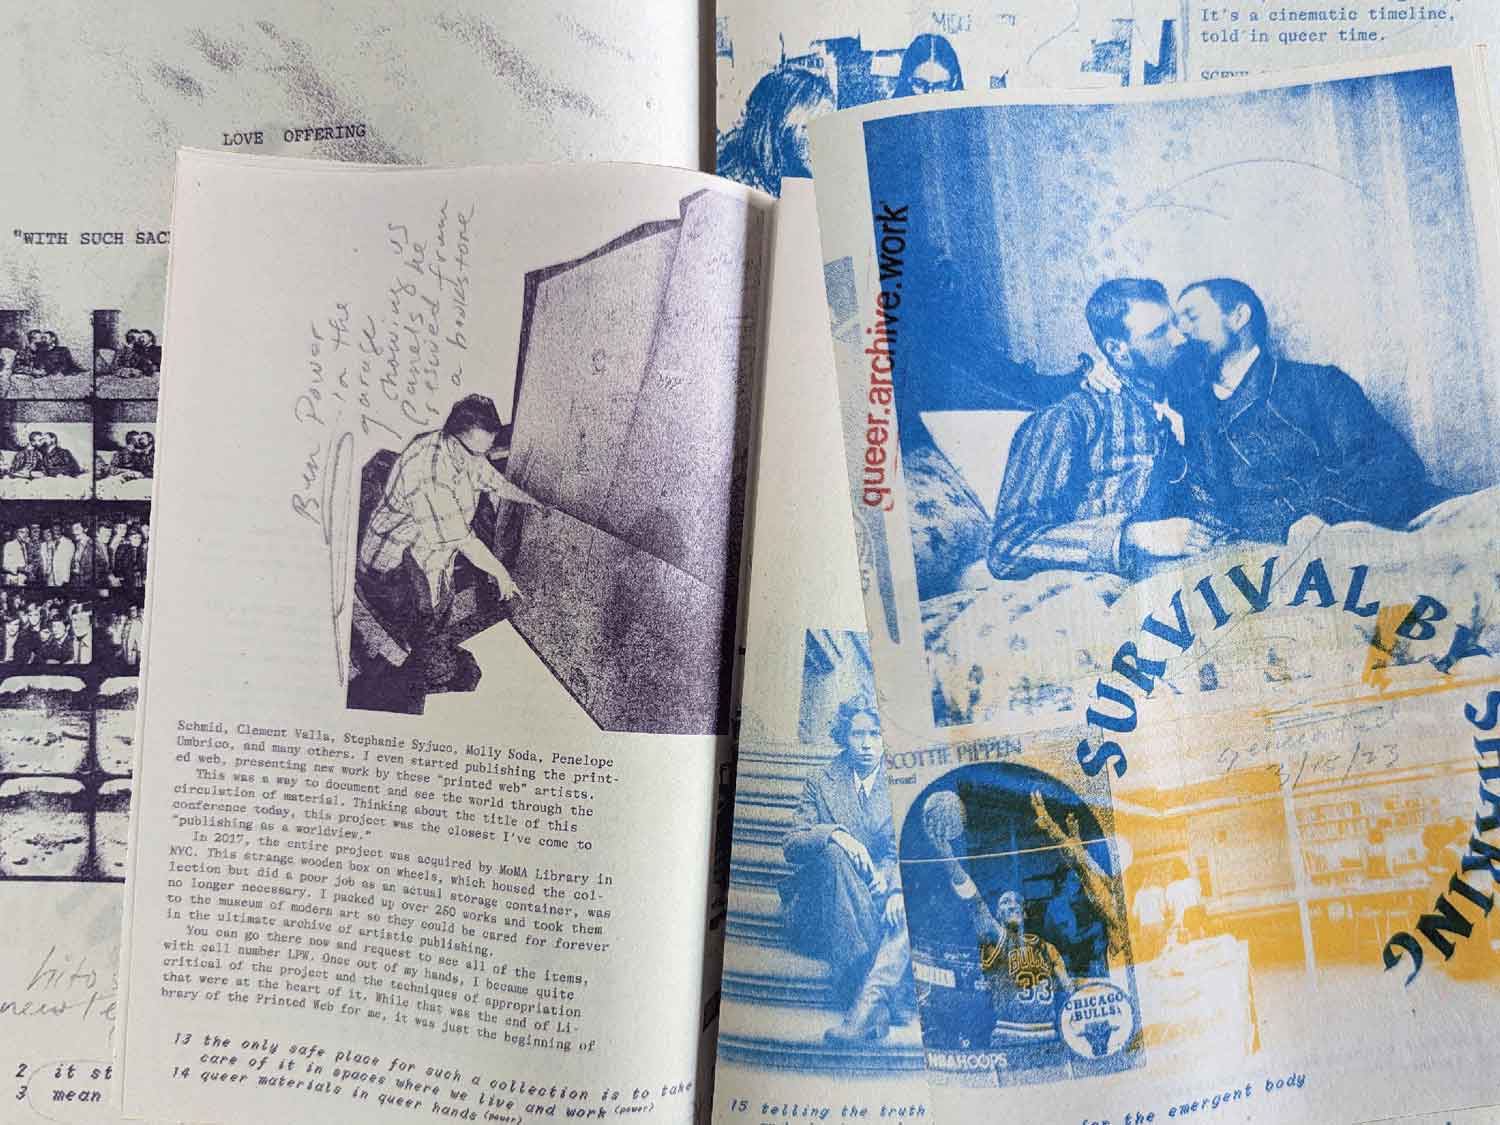 LOVE OFFERING
"WITH SUCH SAC
Ben Power
in the
garage
showing us
panels he
rescued from
a bookstore
Schmid, Clement Valla, Stephanie Syjuco, Molly Soda, Penelope
Umbrico, and many others. I even started publishing the print-
ed web, presenting new work by these "printed web" artists.
This was a way to document and see the world through the
circulation of material. Thinking about the title of this
conference today, this project was the closest I've come to
"publishing as a worldview."
In 2017, the entire project was acquired by MoMA Library in
NYC. This strange wooden box on wheels, which housed the col-
lection but did a poor job as an actual storage container, was
no longer necessary. I packed up over 250 works and took them
to the museum of modern art so they could be cared for forever
in the ultimate archive of artistic publishing.
You can go there now and request to see all of the items,
with call number LPW. Once out of my hands, I became quite
critical of the project and the techniques of appropriation
that were at the heart of it. While that was the end of Li-
brary of the Printed Web for me, it was just the beginning of
13 the only safe place for such a collection is to take
care of it in spaces where we live and work (power)
14 queer materials in queer hands (power)
2 it st
3 mean
It's a cinematic timeline,
told in queer time.
queer.archive.work
SURVIVAL BY SHARING
3/15/23
SCOTTIE PIPPEN
BULLS
33
CHICAGO
BULLS
NBA HOOPS
15 telling the truth
for the emergent body